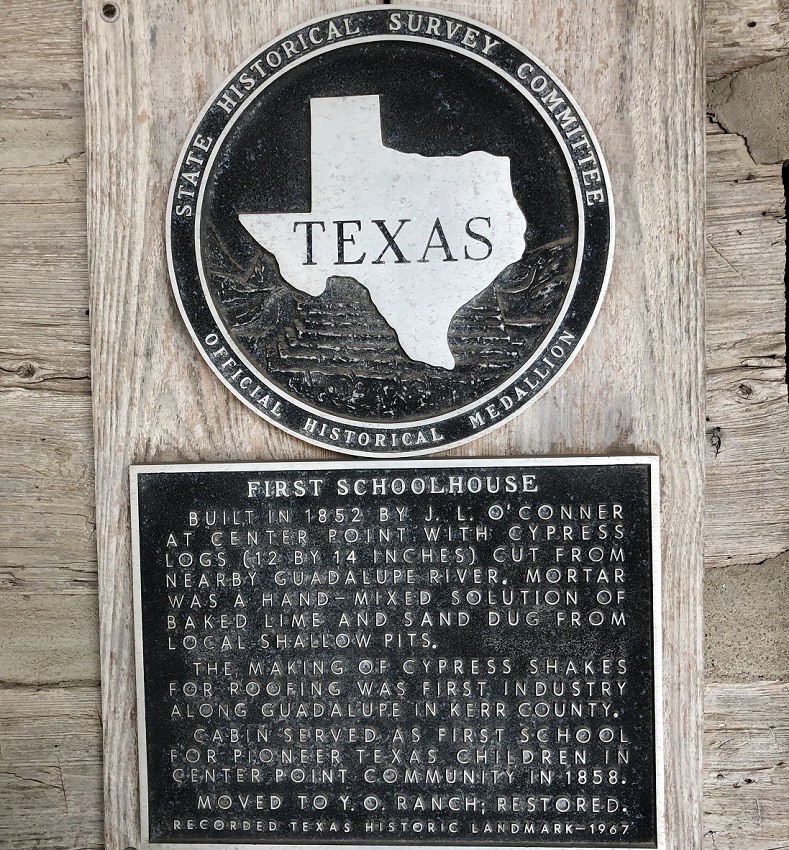 STATE HISTORICAL SURVEY COMMITTEE
TEXAS
OFFICIAL HISTORICAL MEDALLION
FIRST SCHOOLHOUSE
BUILT IN 1852 BY J. L. O'CONNER
AT CENTER POINT WITH CYPRESS
LOGS (12 BY 14 INCHES) CUT FROM
NEARBY GUADALUPE RIVER. MORTAR
WAS A HAND-MIXED SOLUTION OF
BAKED LIME AND SAND DUG FROM
LOCAL SHALLOW PITS.
THE MAKING OF CYPRESS SHAKES
FOR ROOFING WAS FIRST INDUSTRY
ALONG GUADALUPE IN KERR COUNTY.
CABIN SERVED AS FIRST SCHOOL
FOR PIONEER TEXAS CHILDREN IN
CENTER POINT COMMUNITY IN 1858.
MOVED TO Y. O. RANCH; RESTORED.
RECORDED TEXAS HISTORIC LANDMARK-1967